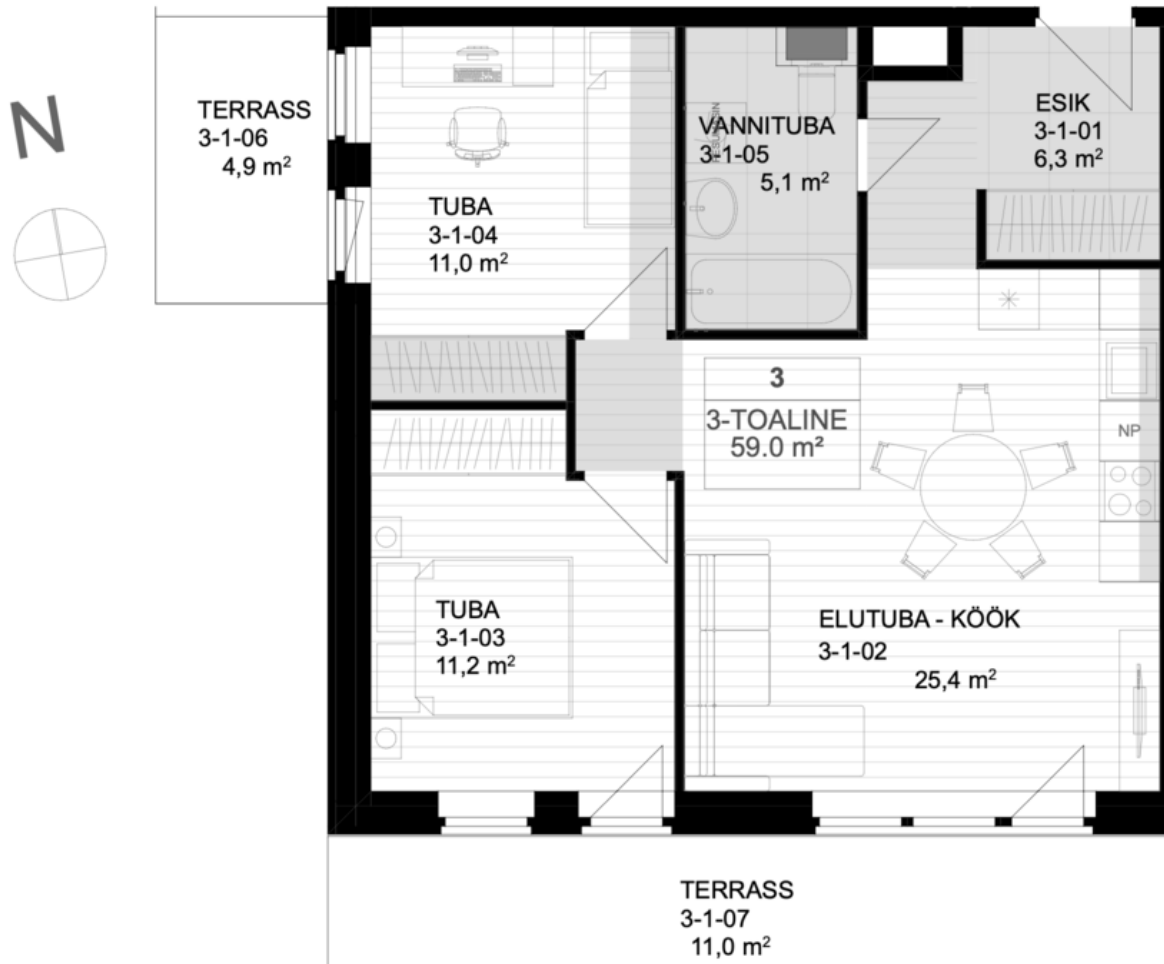 N
TERRASS
3-1-06
4,9 m²
TUBA
3-1-04
11,0 m²
VANNITUBA
3-1-05
5,1 m²
PESUMASIN
ESIK
3-1-01
6,3 m²
3
3-TOALINE
59.0 m²
NP
TUBA
3-1-03
11,2 m²
ELUTUBA - KÖÖK
3-1-02
25,4 m²
TERRASS
3-1-07
11,0 m²